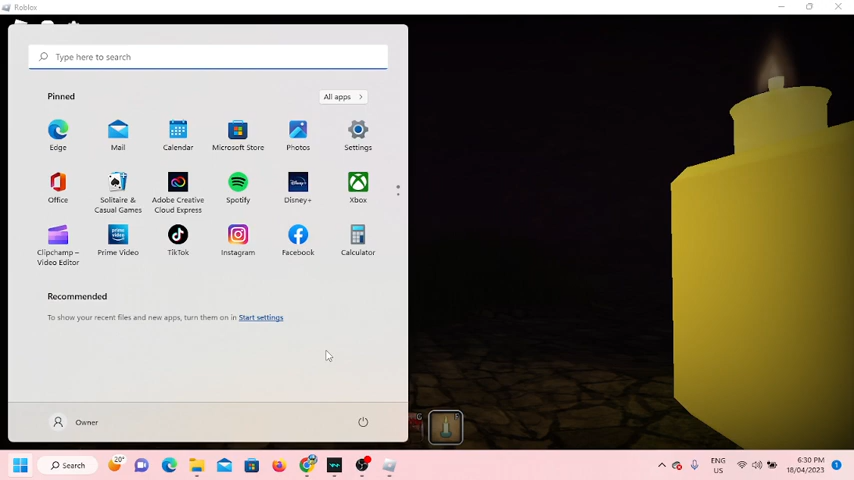 Roblox
Type here to search
Pinned
All apps
Edge
Mail
Calendar
Microsoft Store
Photos
Settings
Office
Solitaire &
Casual Games
Adobe Creative
Cloud Express
Spotify
Disney+
Xbox
Clipchamp –
Video Editor
Prime Video
TikTok
Instagram
Facebook
Calculator
Recommended
To show your recent files and new apps, turn them on in Start settings
Owner
Search
20°
ENG
US
6:30 PM
18/04/2023
1